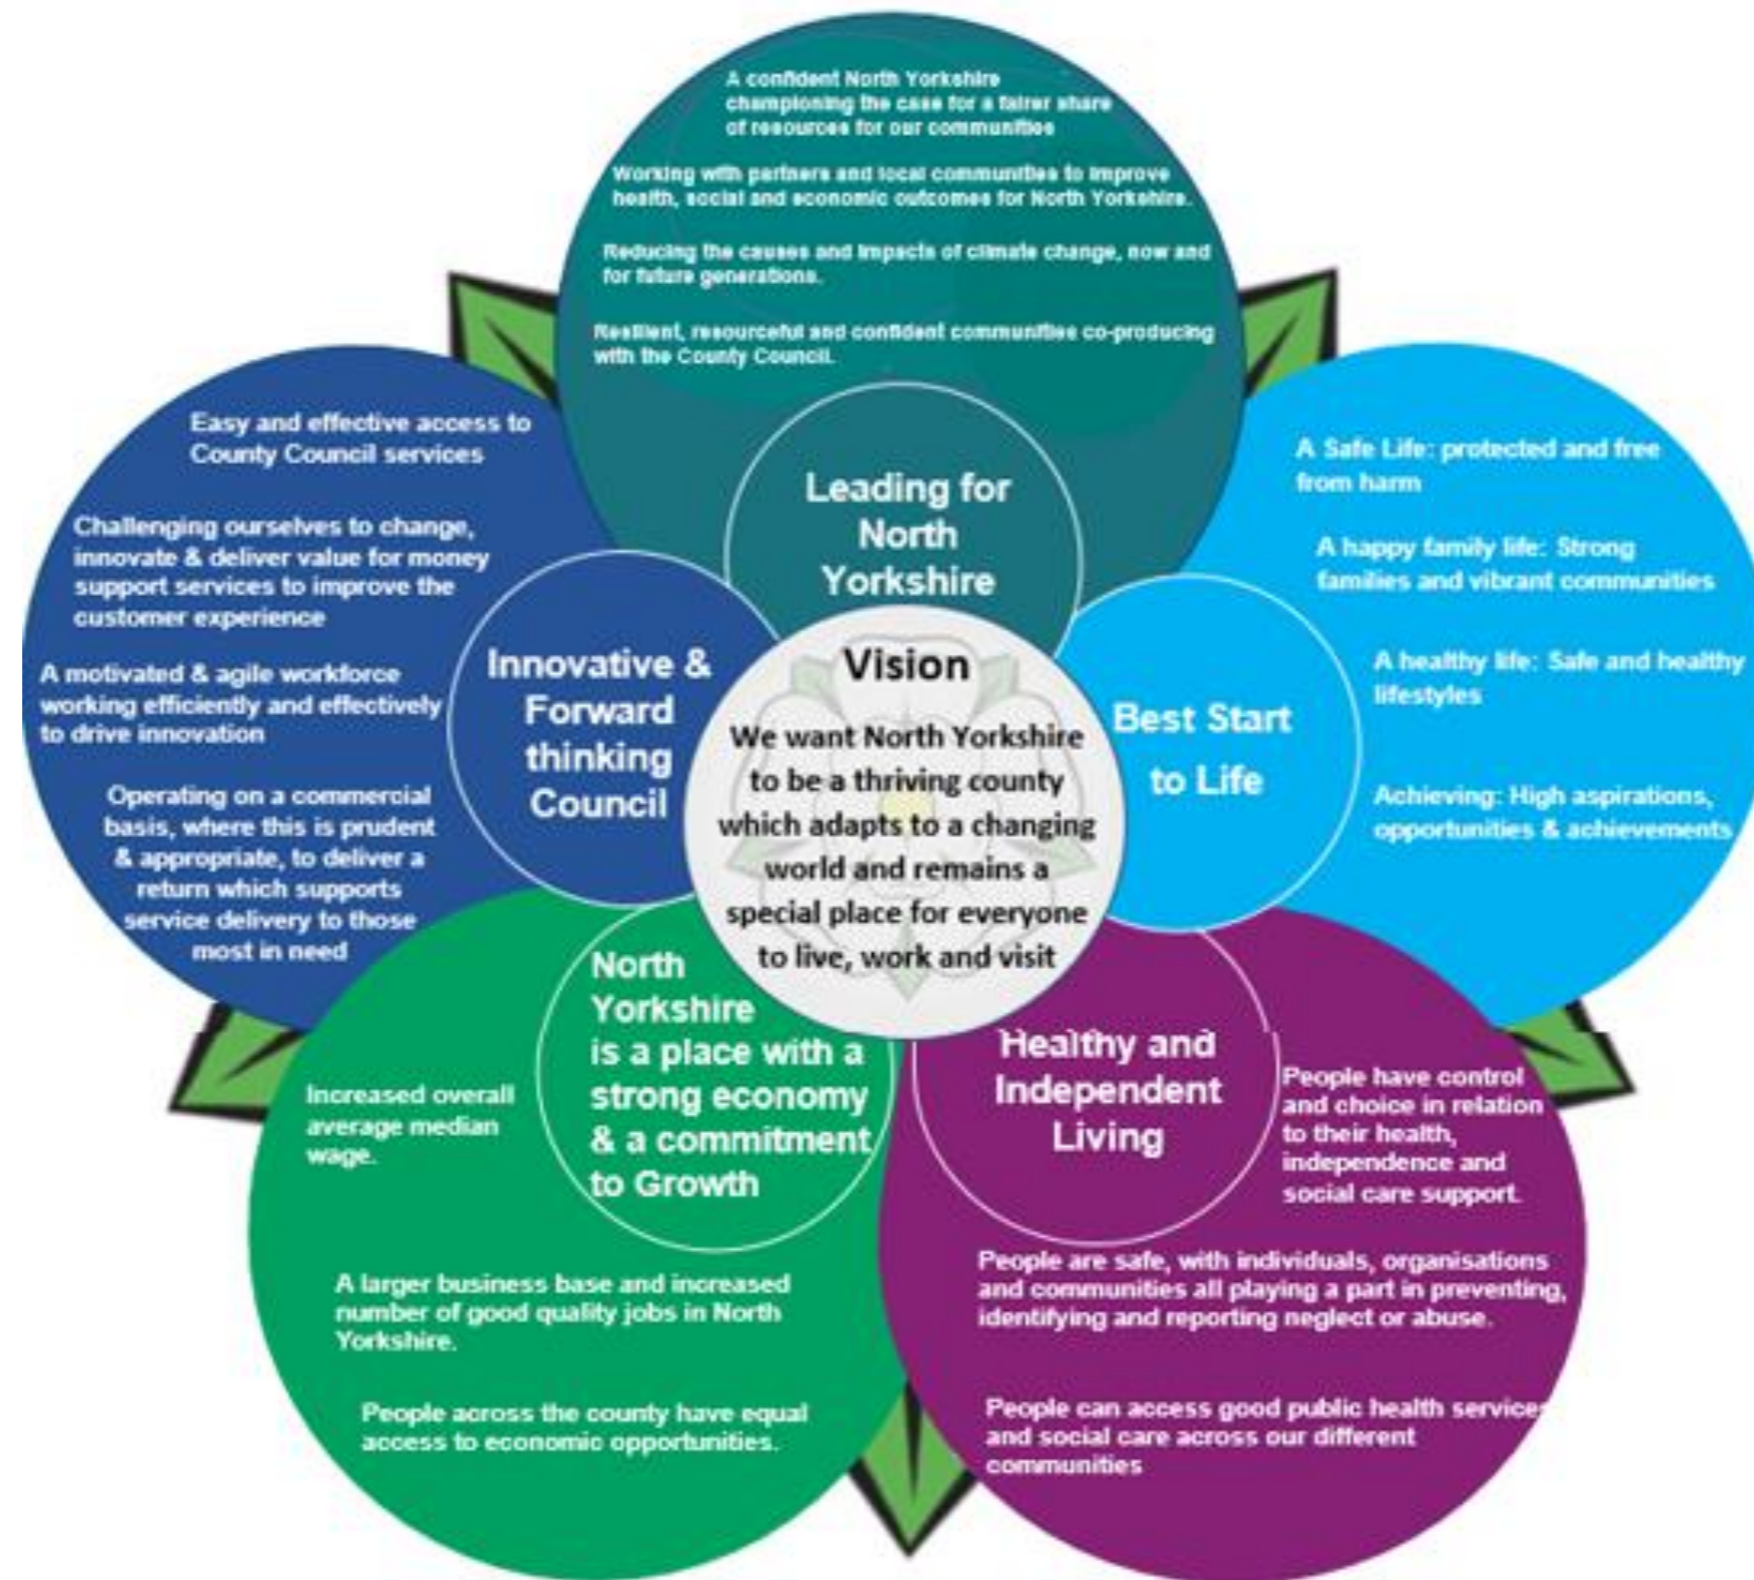 A confident North Yorkshire
championing the case for a fairer share
of resources for our communities
Working with partners and local communities to improve
health, social and economic outcomes for North Yorkshire.
Reducing the causes and impacts of climate change, now and
for future generations.
Resilient, resourceful and confident communities co-producing
with the County Council.
Leading for
North
Yorkshire
A Safe Life: protected and free
from harm
A happy family life: Strong
families and vibrant communities
A healthy life: Safe and healthy
lifestyles
Achieving: High aspirations,
opportunities & achievements
Best Start
to Life
People have control
and choice in relation
to their health,
independence and
social care support.
People are safe, with individuals, organisations
and communities all playing a part in preventing,
identifying and reporting neglect or abuse.
People can access good public health services
and social care across our different
communities
Healthy and
Independent
Living
Increased overall
average median
wage.
A larger business base and increased
number of good quality jobs in North
Yorkshire.
People across the county have equal
access to economic opportunities.
North
Yorkshire
is a place with a
strong economy
& a commitment
to Growth
Easy and effective access to
County Council services
Challenging ourselves to change,
innovate & deliver value for money
support services to improve the
customer experience
A motivated & agile workforce
working efficiently and effectively
to drive innovation
Operating on a commercial
basis, where this is prudent
& appropriate, to deliver a
return which supports
service delivery to those
most in need
Innovative &
Forward
thinking
Council
Vision
We want North Yorkshire
to be a thriving county
which adapts to a changing
world and remains a
special place for everyone
to live, work and visit